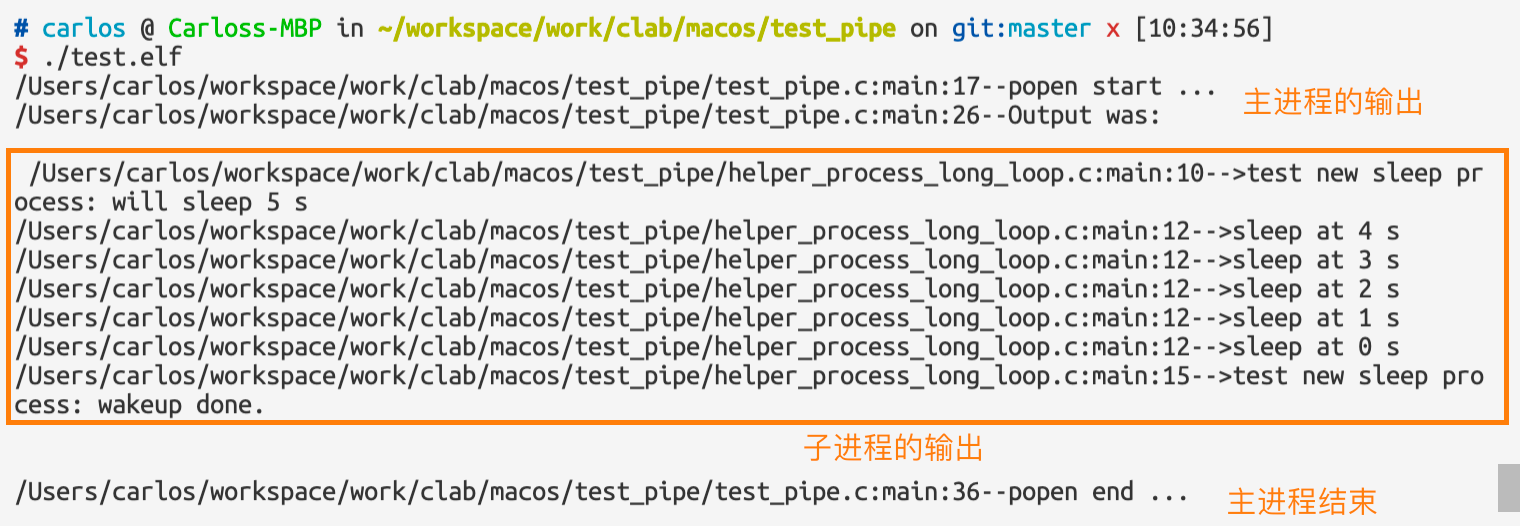 # carlos @ Carloss-MBP in ~/workspace/work/clab/macos/test_pipe on git:master x [10:34:56]
$ ./test.elf
/Users/carlos/workspace/work/clab/macos/test_pipe/test_pipe.c:main:17--popen start ...
主进程的输出
/Users/carlos/workspace/work/clab/macos/test_pipe/test_pipe.c:main:26--Output was:
/Users/carlos/workspace/work/clab/macos/test_pipe/helper_process_long_loop.c:main:10-->test new sleep pr
ocess: will sleep 5 s
/Users/carlos/workspace/work/clab/macos/test_pipe/helper_process_long_loop.c:main:12-->sleep at 4 s
/Users/carlos/workspace/work/clab/macos/test_pipe/helper_process_long_loop.c:main:12-->sleep at 3 s
/Users/carlos/workspace/work/clab/macos/test_pipe/helper_process_long_loop.c:main:12-->sleep at 2 s
/Users/carlos/workspace/work/clab/macos/test_pipe/helper_process_long_loop.c:main:12-->sleep at 1 s
/Users/carlos/workspace/work/clab/macos/test_pipe/helper_process_long_loop.c:main:12-->sleep at 0 s
/Users/carlos/workspace/work/clab/macos/test_pipe/helper_process_long_loop.c:main:15-->test new sleep pro
cess: wakeup done.
子进程的输出
/Users/carlos/workspace/work/clab/macos/test_pipe/test_pipe.c:main:36--popen end ...
主进程结束